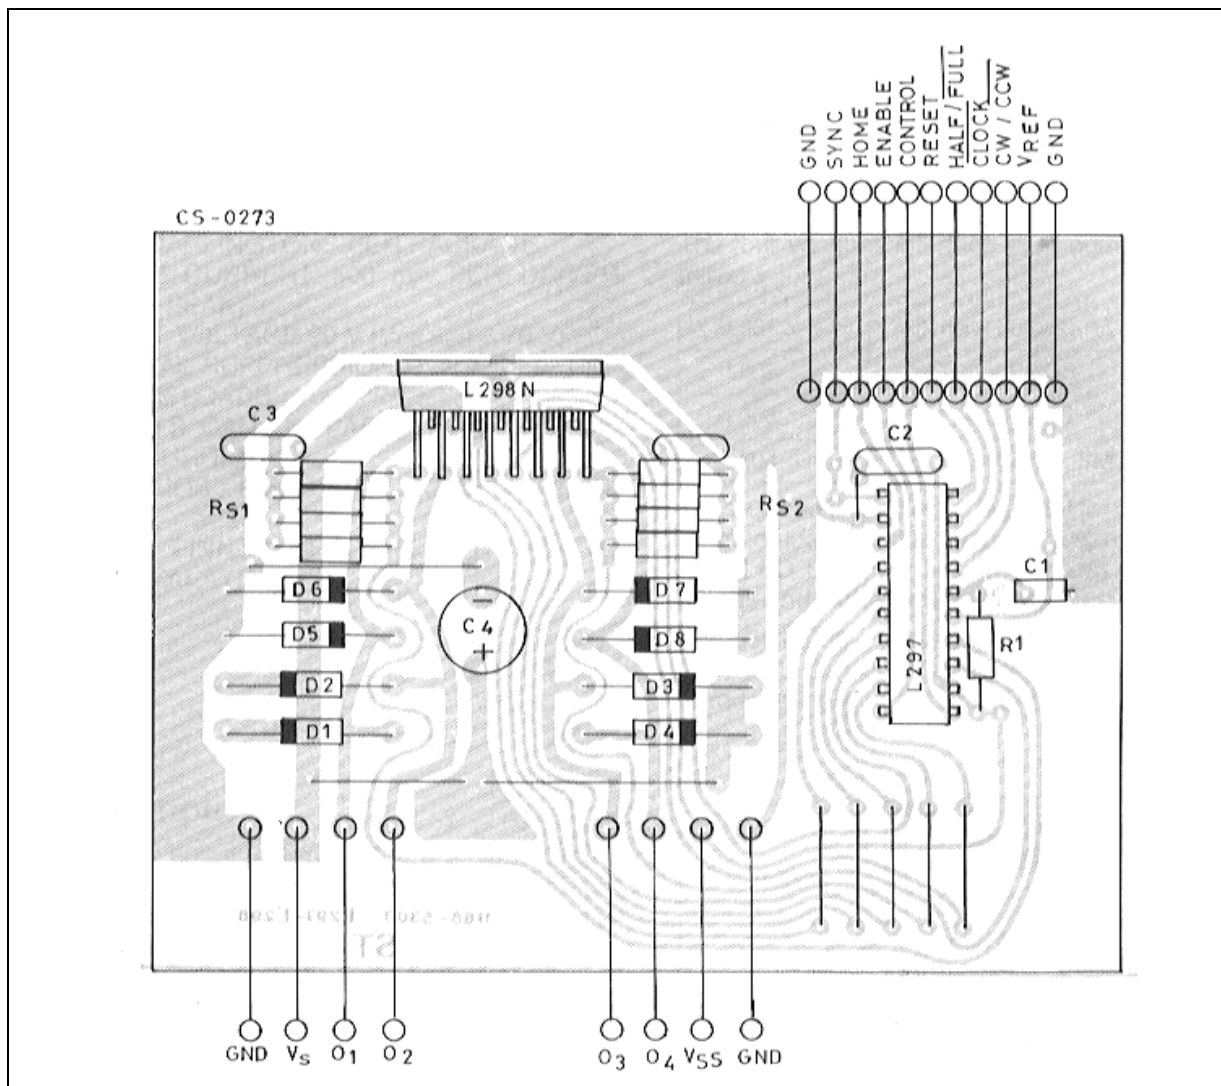 GND
SYNC
HOME
ENABLE
CONTROL
RESET
HALF/FULL
CLOCK
CW / CCW
VREF
GND
CS-0273
L298N
C3
C2
RS1
RS2
C1
D6
D7
C4
D5
D8
R1
L297
D2
D3
D1
D4
ST
GND
VS
O1
O2
O3
O4
VSS
GND